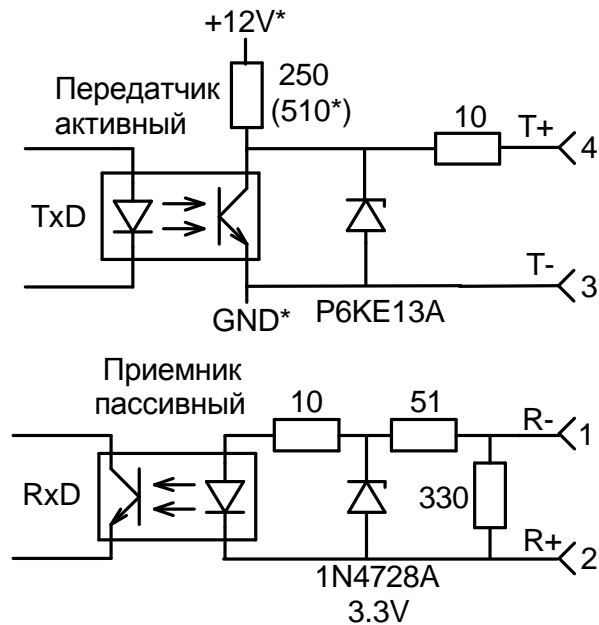 +12V*
250
(510*)
Передатчик
активный
10
T+
4
TxD
T-
3
GND*
P6KE13A
Приемник
пассивный
10
51
R-
1
RxD
330
R+
2
1N4728A
3.3V